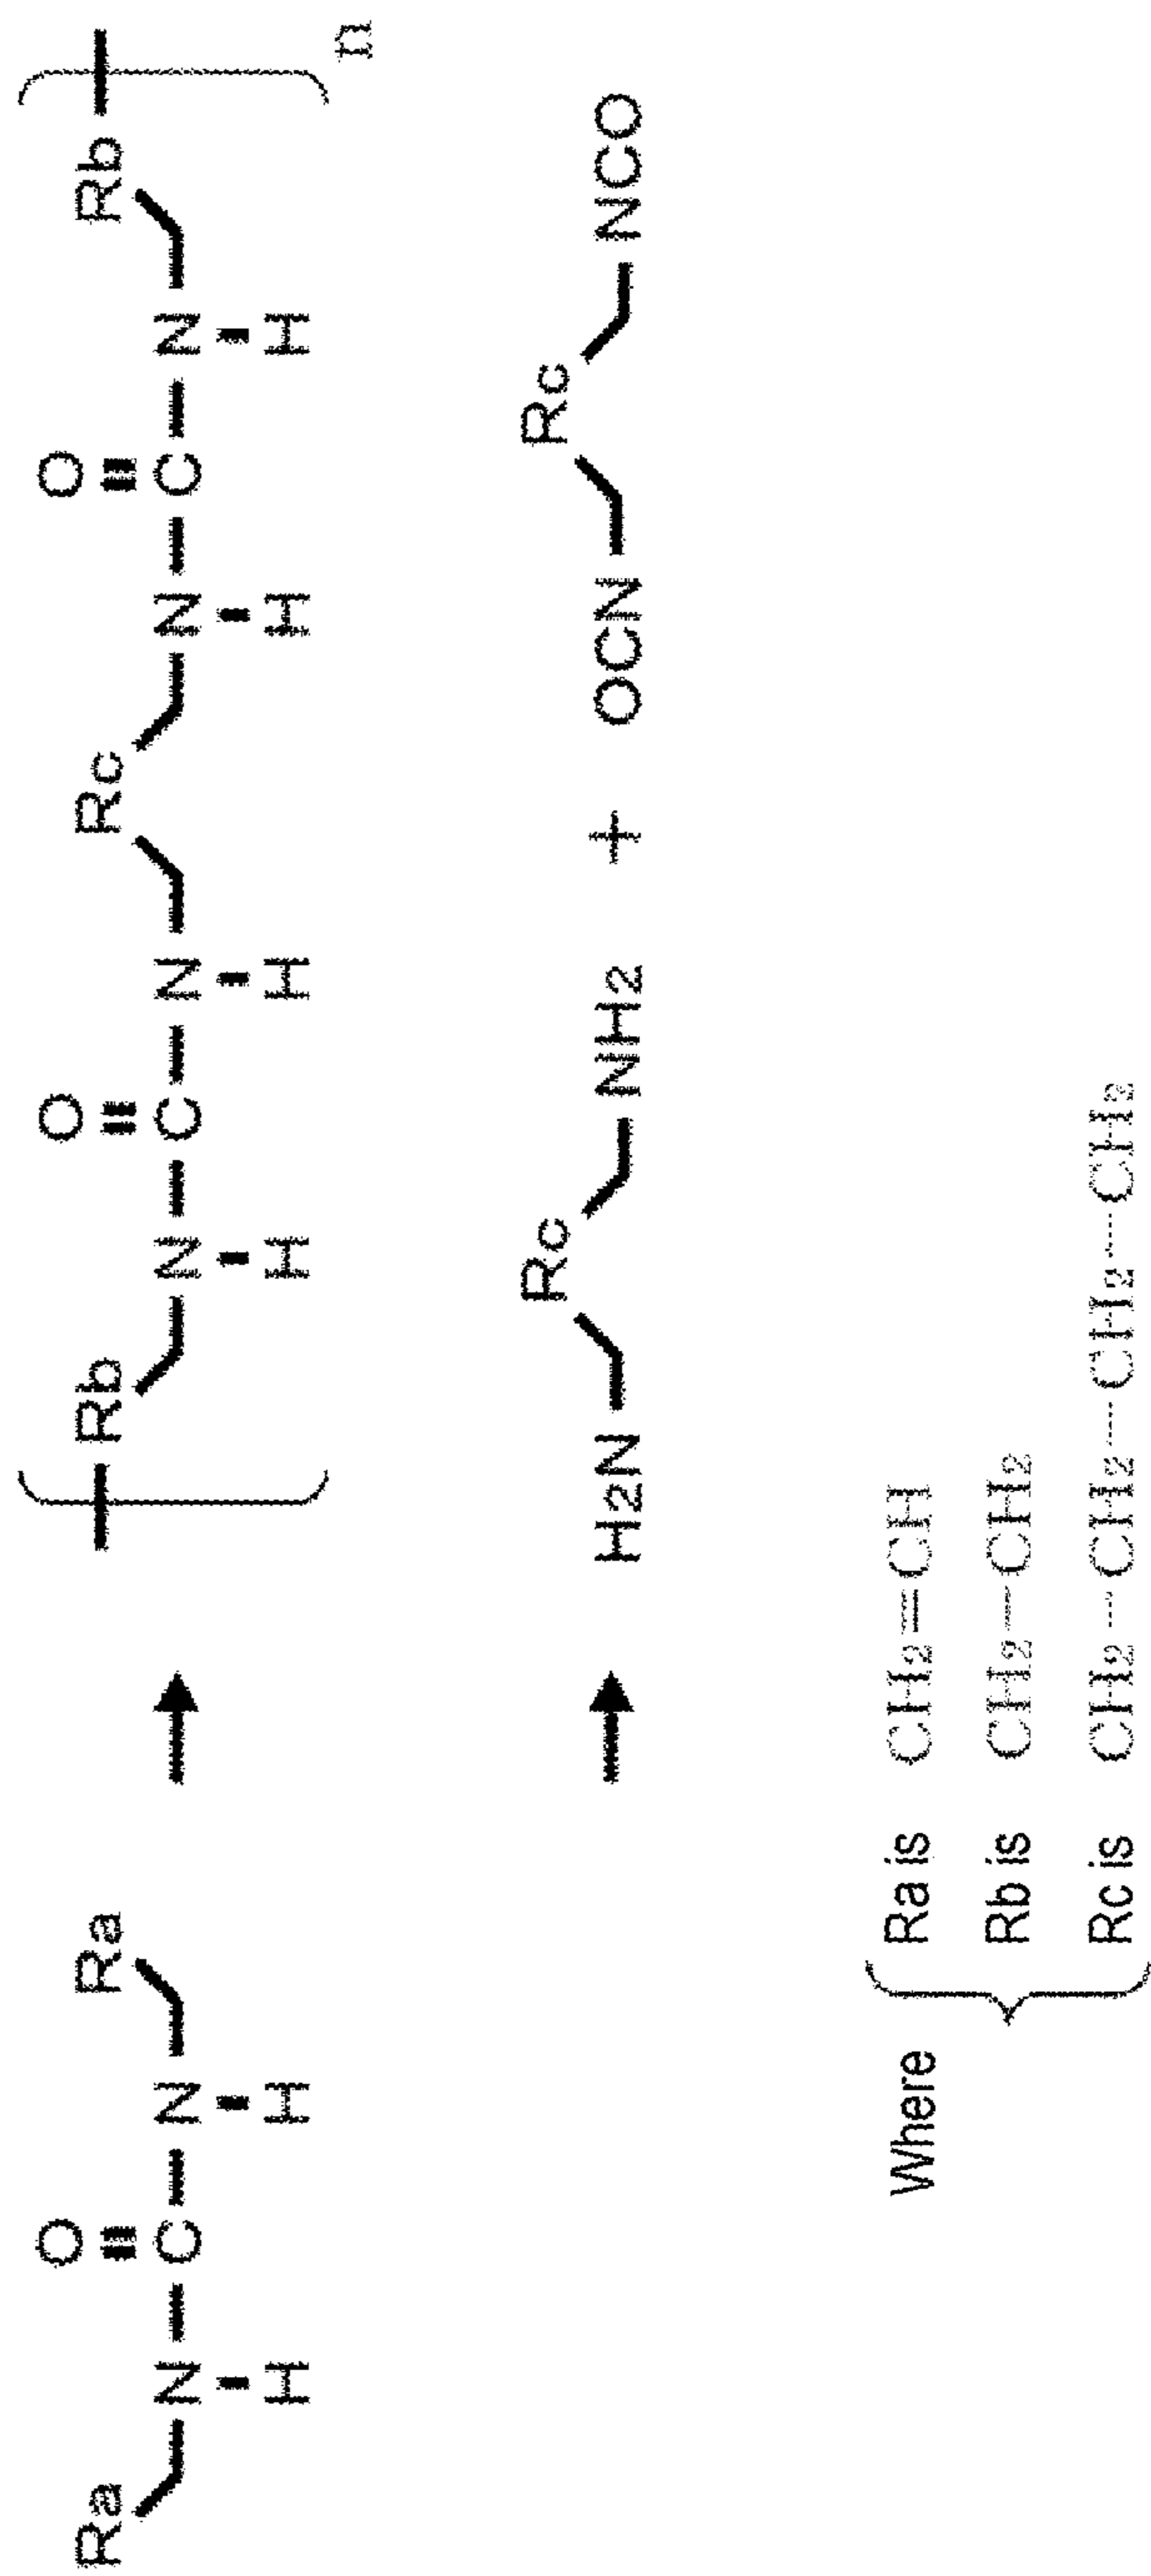 Ra N C N Ra → [ Rb N C N Rc N C N Rb ] n
O O O
H H H H H H
→ H2N Rc NH2 + OCN Rc NCO
Where
Ra is CH2=CH
Rb is CH2-CH2
Rc is CH2-CH2-CH2-CH2